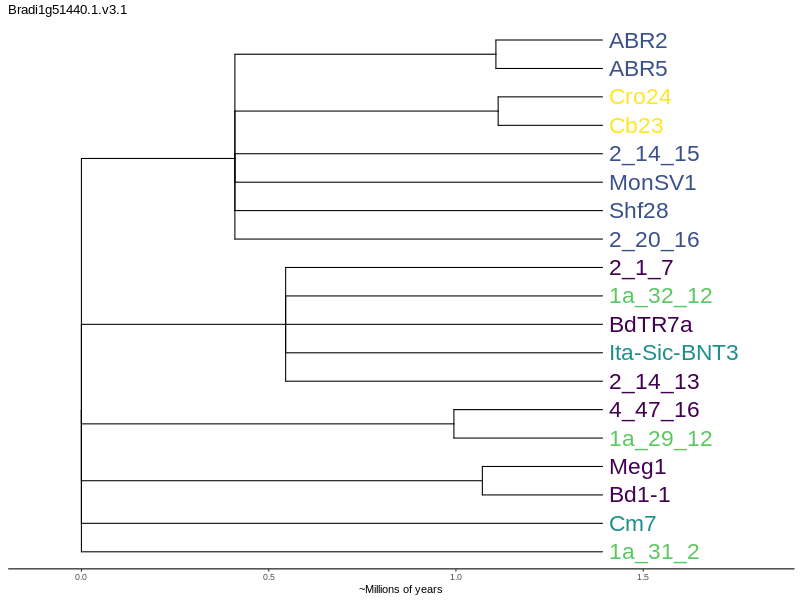 Bradi1g51440.1.v3.1
ABR2
ABR5
Cro24
Cb23
2_14_15
MonSV1
Shf28
2_20_16
2_1_7
1a_32_12
BdTR7a
Ita-Sic-BNT3
2_14_13
4_47_16
1a_29_12
Meg1
Bd1-1
Cm7
1a_31_2
0.0 0.5 1.0 1.5
~Millions of years